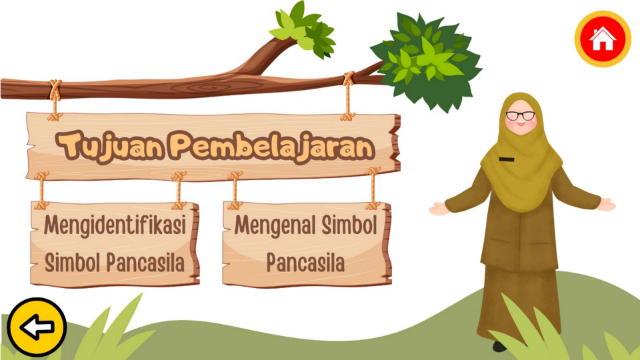 Tujuan Pembelajaran
Mengidentifikasi
Simbol Pancasila
Mengenal Simbol
Pancasila